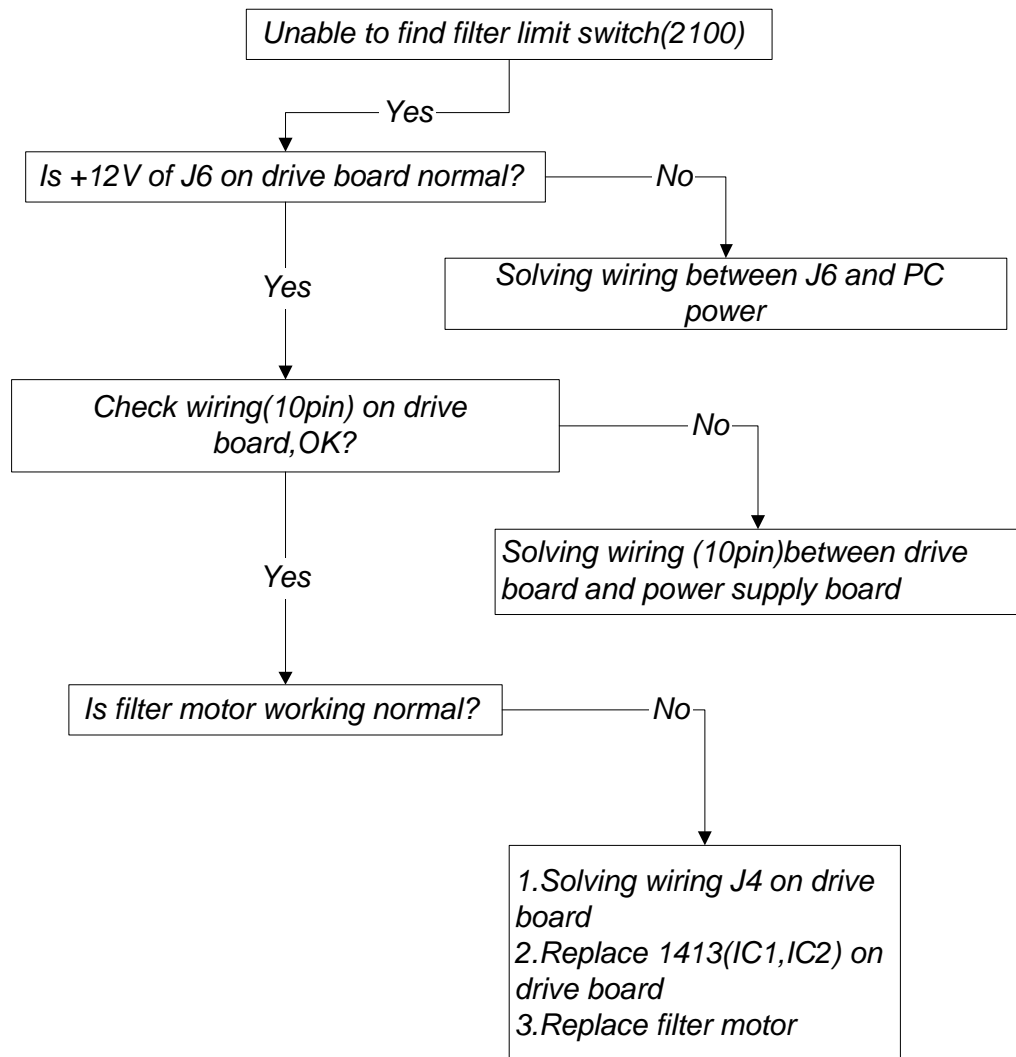 Unable to find filter limit switch(2100)
Yes
Is +12V of J6 on drive board normal?
No
Solving wiring between J6 and PC
power
Yes
Check wiring(10pin) on drive
board,OK?
No
Solving wiring (10pin)between drive
board and power supply board
Yes
Is filter motor working normal?
No
1.Solving wiring J4 on drive
board
2.Replace 1413(IC1,IC2) on
drive board
3.Replace filter motor